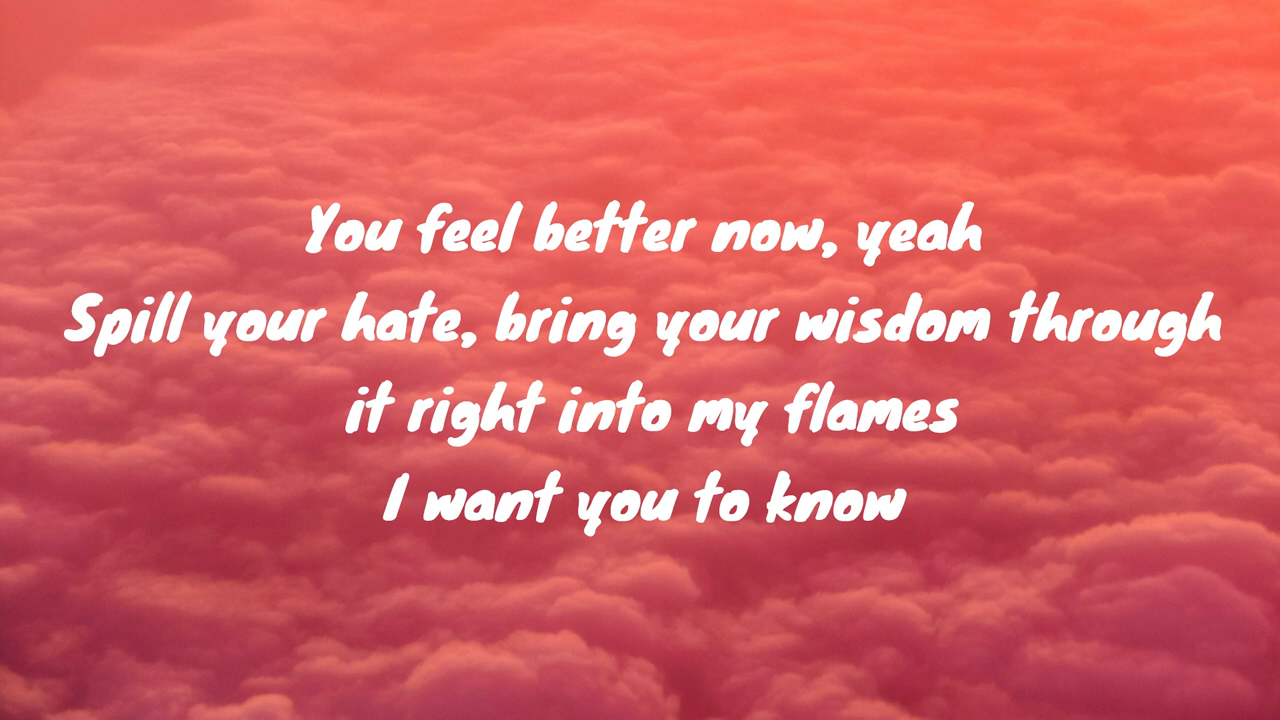 You feel better now, yeah
Spill your hate, bring your wisdom through
it right into my flames
I want you to know